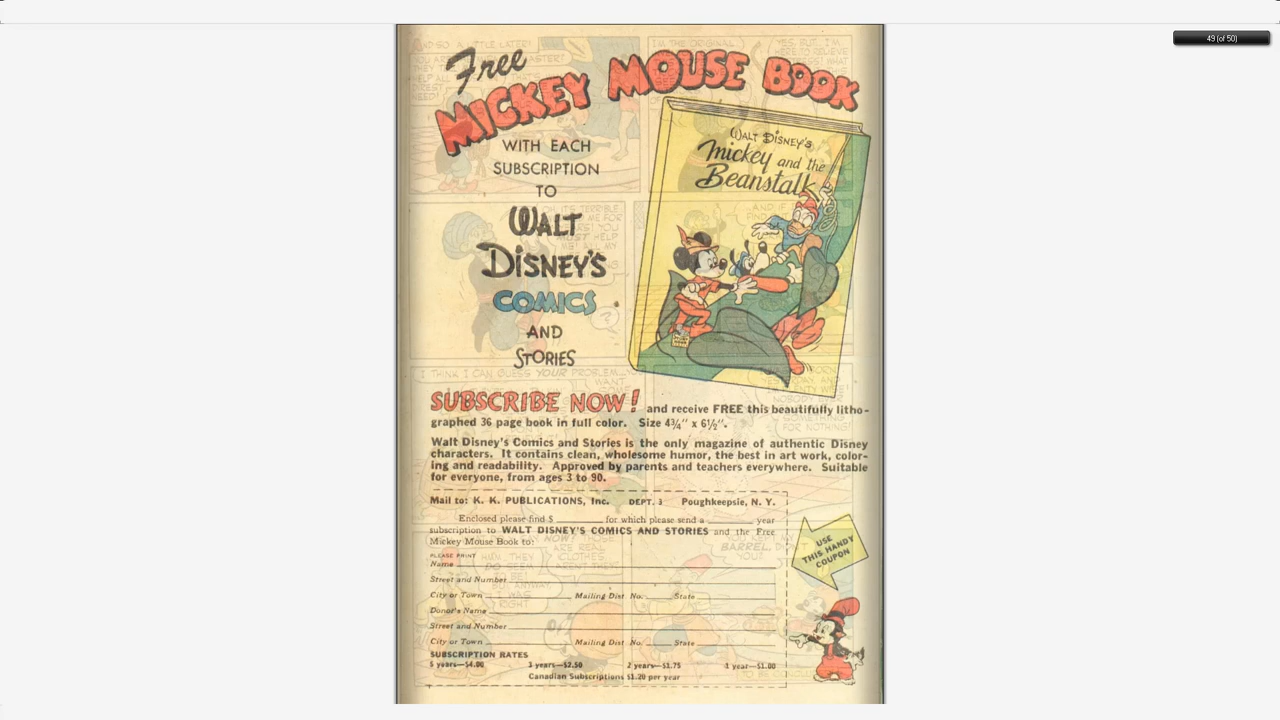 49 (of 50)
Free
MICKEY MOUSE BOOK
WITH EACH
SUBSCRIPTION
TO
WALT
DISNEY'S
COMICS
AND
STORIES
WALT DISNEY'S
Mickey and the
Beanstalk
SUBSCRIBE NOW! and receive FREE this beautifully litho-
graphed 36 page book in full color. Size 4¾" x 6½".
Walt Disney's Comics and Stories is the only magazine of authentic Disney
characters. It contains clean, wholesome humor, the best in art work, color-
ing and readability. Approved by parents and teachers everywhere. Suitable
for everyone, from ages 3 to 90.
Mail to: K. K. PUBLICATIONS, Inc. DEPT. 3 Poughkeepsie, N. Y.
Enclosed please find $ for which please send a year
subscription to WALT DISNEY'S COMICS AND STORIES and the Free
Mickey Mouse Book to:
PLEASE PRINT
Name
Street and Number
City or Town Mailing Dist No. State
Donor's Name
Street and Number
City or Town Mailing Dist No. State
SUBSCRIPTION RATES
5 years—$4.00 3 years—$2.50 2 years—$1.75 1 year—$1.00
Canadian Subscriptions $1.20 per year
USE
THIS HANDY
COUPON